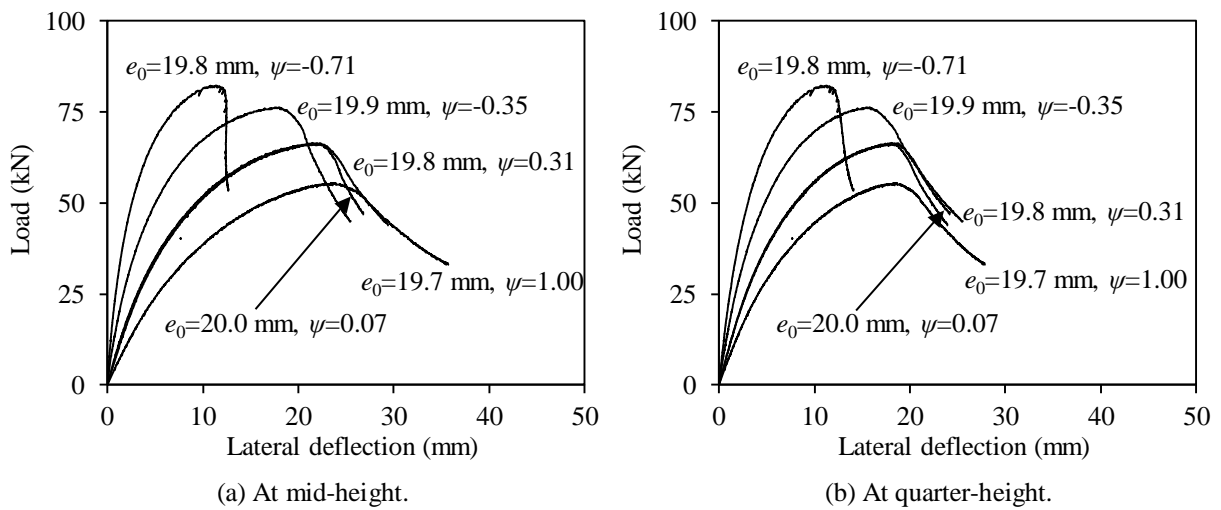 100
75
50
25
0
Load (kN)
e0=19.8 mm, ψ=-0.71
e0=19.9 mm, ψ=-0.35
e0=19.8 mm, ψ=0.31
e0=19.7 mm, ψ=1.00
e0=20.0 mm, ψ=0.07
0 10 20 30 40 50
Lateral deflection (mm)
(a) At mid-height.
100
75
50
25
0
Load (kN)
e0=19.8 mm, ψ=-0.71
e0=19.9 mm, ψ=-0.35
e0=19.8 mm, ψ=0.31
e0=19.7 mm, ψ=1.00
e0=20.0 mm, ψ=0.07
0 10 20 30 40 50
Lateral deflection (mm)
(b) At quarter-height.